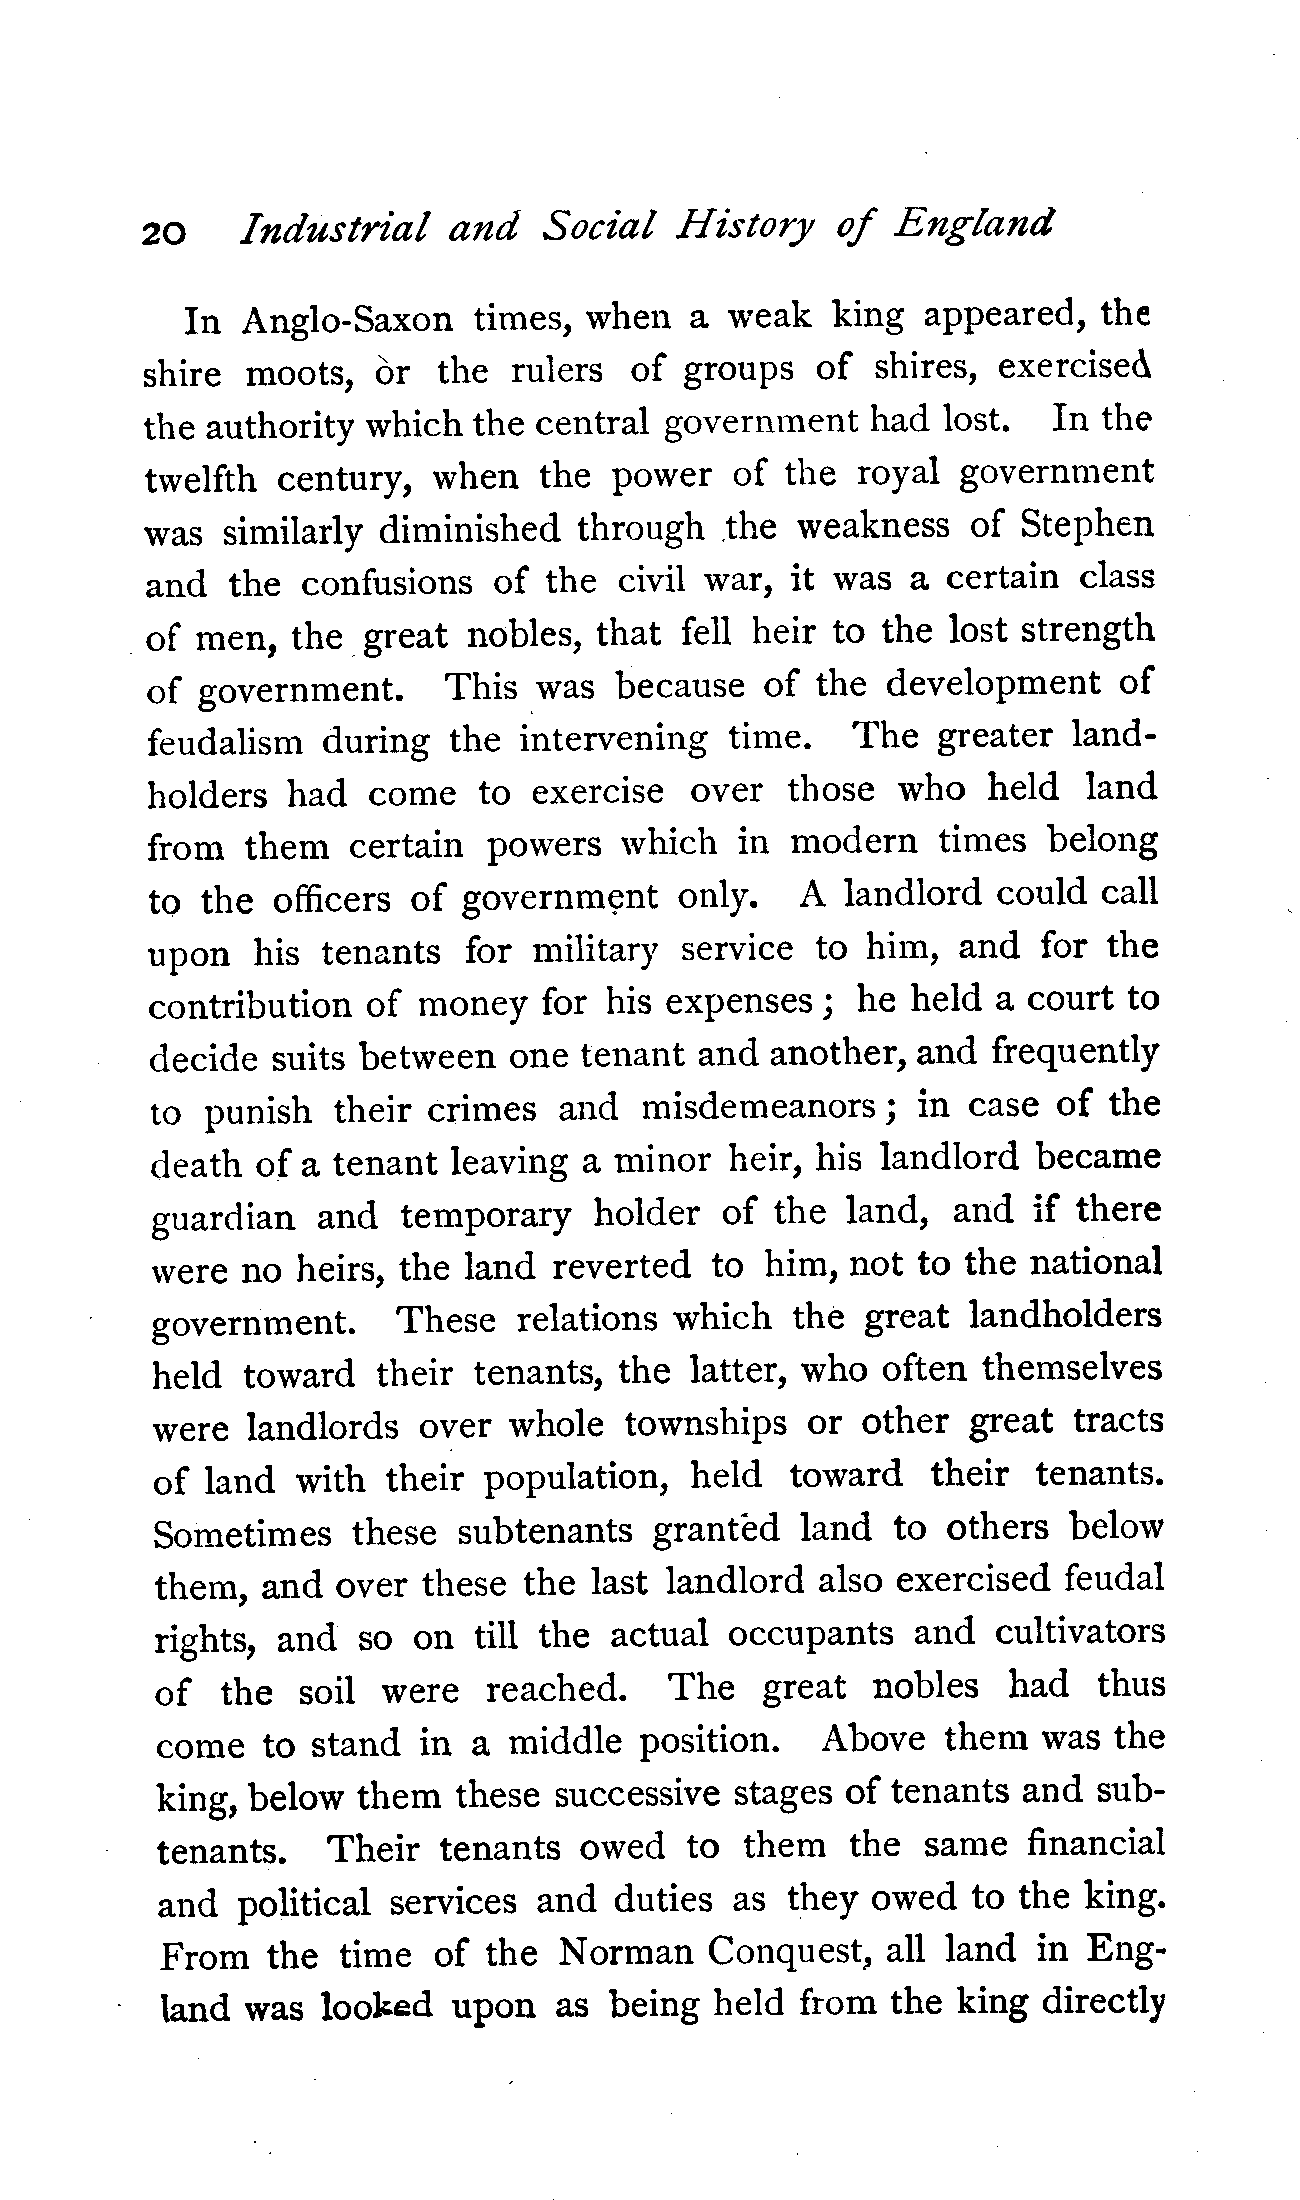 20 Industrial and Social History of England
In Anglo-Saxon times, when a weak king appeared, the
shire moots, or the rulers of groups of shires, exercised
the authority which the central government had lost. In the
twelfth century, when the power of the royal government
was similarly diminished through the weakness of Stephen
and the confusions of the civil war, it was a certain class
of men, the great nobles, that fell heir to the lost strength
of government. This was because of the development of
feudalism during the intervening time. The greater land-
holders had come to exercise over those who held land
from them certain powers which in modern times belong
to the officers of government only. A landlord could call
upon his tenants for military service to him, and for the
contribution of money for his expenses; he held a court to
decide suits between one tenant and another, and frequently
to punish their crimes and misdemeanors; in case of the
death of a tenant leaving a minor heir, his landlord became
guardian and temporary holder of the land, and if there
were no heirs, the land reverted to him, not to the national
government. These relations which the great landholders
held toward their tenants, the latter, who often themselves
were landlords over whole townships or other great tracts
of land with their population, held toward their tenants.
Sometimes these subtenants granted land to others below
them, and over these the last landlord also exercised feudal
rights, and so on till the actual occupants and cultivators
of the soil were reached. The great nobles had thus
come to stand in a middle position. Above them was the
king, below them these successive stages of tenants and sub-
tenants. Their tenants owed to them the same financial
and political services and duties as they owed to the king.
From the time of the Norman Conquest, all land in Eng-
land was looked upon as being held from the king directly